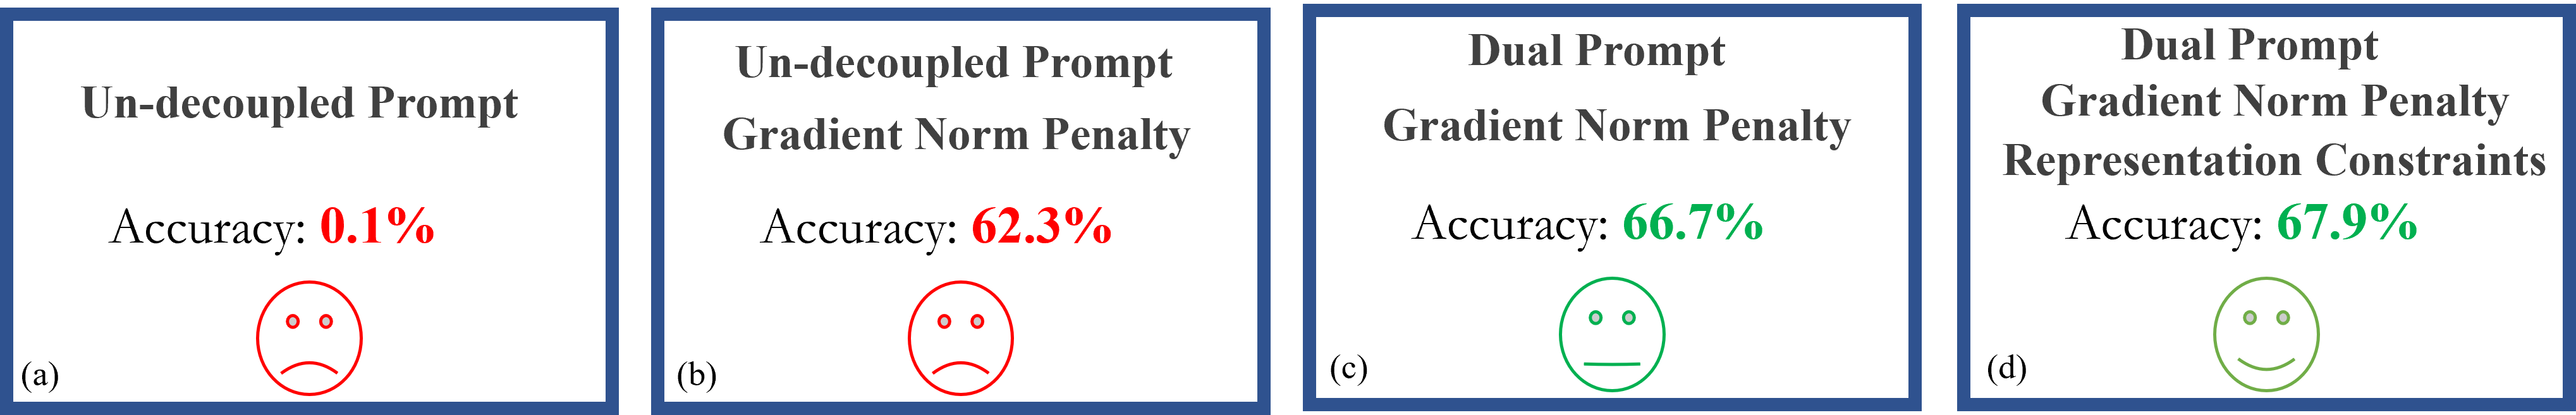 Un-decoupled Prompt
Accuracy: 0.1%
(a)
Un-decoupled Prompt
Gradient Norm Penalty
Accuracy: 62.3%
(b)
Dual Prompt
Gradient Norm Penalty
Accuracy: 66.7%
(c)
Dual Prompt
Gradient Norm Penalty
Representation Constraints
Accuracy: 67.9%
(d)